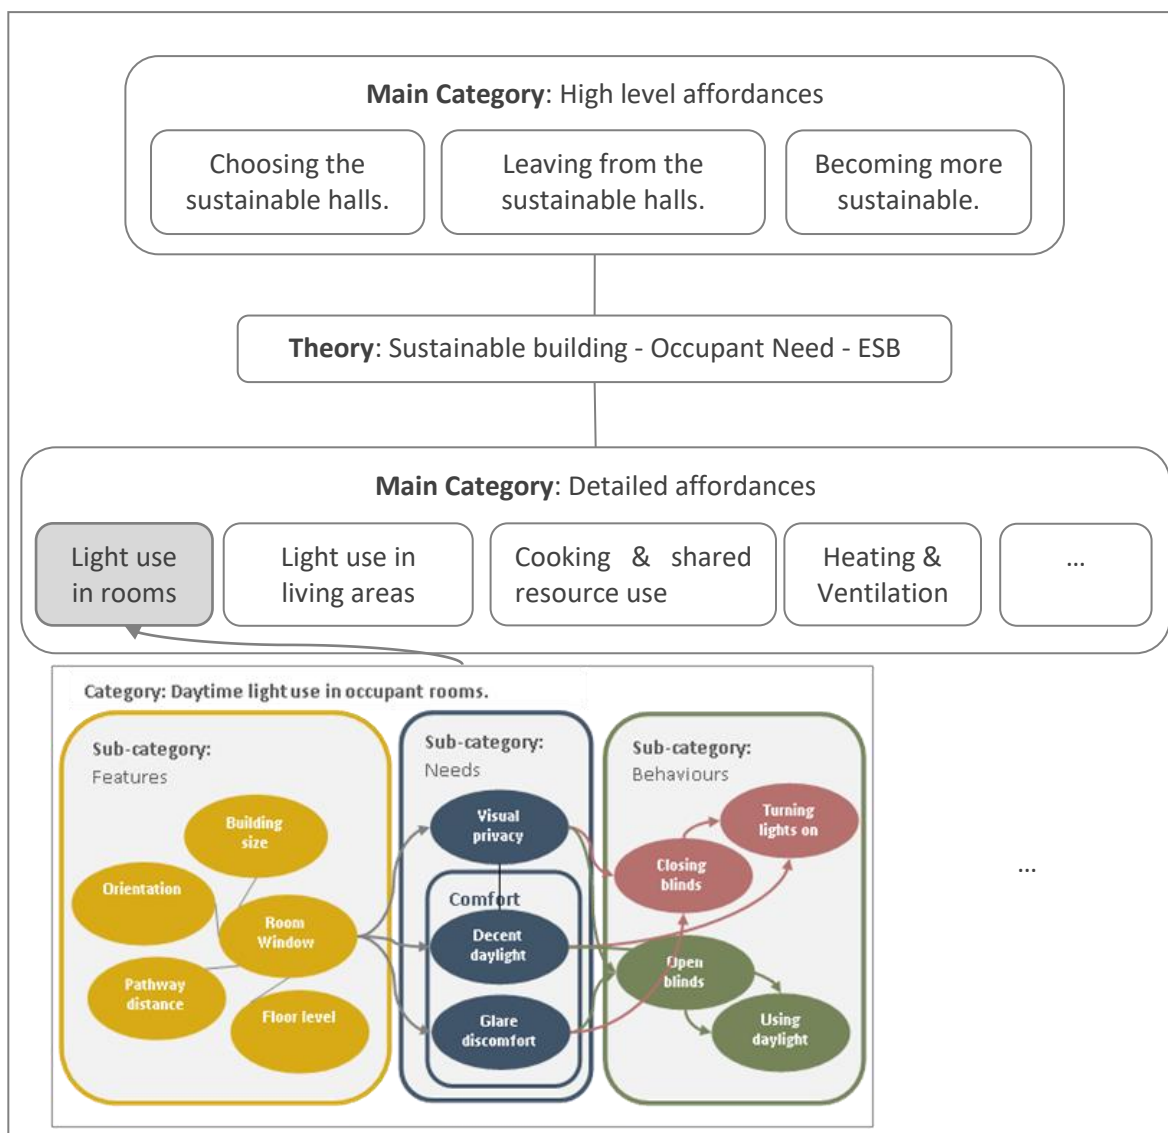 Main Category: High level affordances
Choosing the
sustainable halls.
Leaving from the
sustainable halls.
Becoming more
sustainable.
Theory: Sustainable building - Occupant Need - ESB
Main Category: Detailed affordances
Light use
in rooms
Light use in
living areas
Cooking & shared
resource use
Heating &
Ventilation
...
Category: Daytime light use in occupant rooms.
Sub-category:
Features
Building
size
Orientation
Room
Window
Pathway
distance
Floor level
Sub-category:
Needs
Visual
privacy
Comfort
Decent
daylight
Glare
discomfort
Sub-category:
Behaviours
Turning
lights on
Closing
blinds
Open
blinds
Using
daylight
...